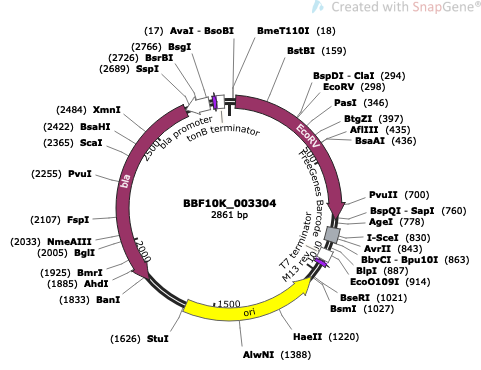 Created with SnapGene®
(17) AvaI - BsoBI
BmeT110I (18)
(2766) BsgI
(2726) BsrBI
(2689) SspI
BstBI (159)
BspDI - ClaI (294)
EcoRV (298)
PasI (346)
BtgZI (397)
AflIII (435)
BsaAI (436)
(2484) XmnI
(2422) BsaHI
(2365) ScaI
(2255) PvuI
(2107) FspI
(2033) NmeAIII
(2005) BglI
(1925) BmrI
(1885) AhdI
(1833) BanI
(1626) StuI
PvuII (700)
BspQI - SapI (760)
AgeI (778)
I-SceI (830)
AvrII (843)
BbvCI - Bpu10I (863)
BlpI (887)
EcoO109I (914)
BseRI (1021)
BsmI (1027)
HaeII (1220)
AlwNI (1388)
bla promoter
tonB terminator
EcoRV
FreeGenes Barcode
T7 terminator
M13 rev
bla
ori
BBF10K_003304
2861 bp
1500
2000
2500